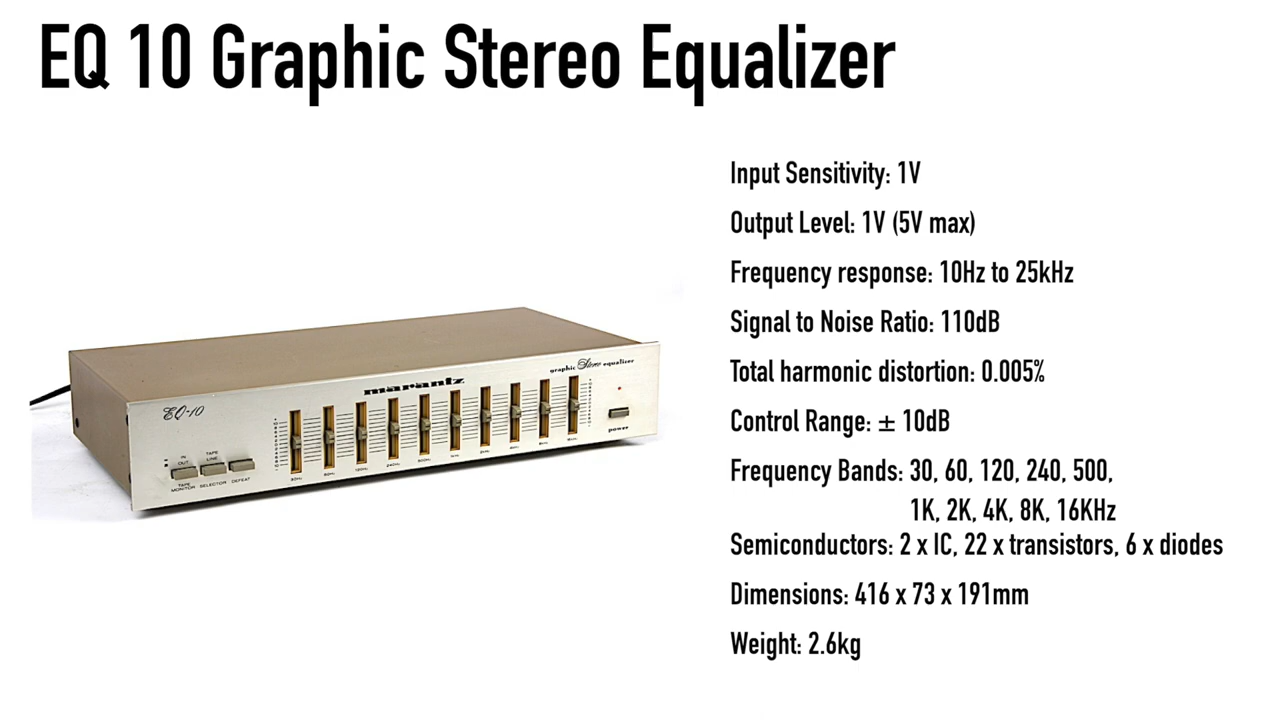 EQ 10 Graphic Stereo Equalizer
Input Sensitivity: 1V
Output Level: 1V (5V max)
Frequency response: 10Hz to 25kHz
Signal to Noise Ratio: 110dB
Total harmonic distortion: 0.005%
Control Range: ± 10dB
Frequency Bands: 30, 60, 120, 240, 500,
1K, 2K, 4K, 8K, 16KHz
Semiconductors: 2 x IC, 22 x transistors, 6 x diodes
Dimensions: 416 x 73 x 191mm
Weight: 2.6kg
EQ-10
marantz
graphic Stereo equalizer
power
IN
OUT
TAPE
LINE
TAPE
MONITOR
SELECTOR
DEFEAT